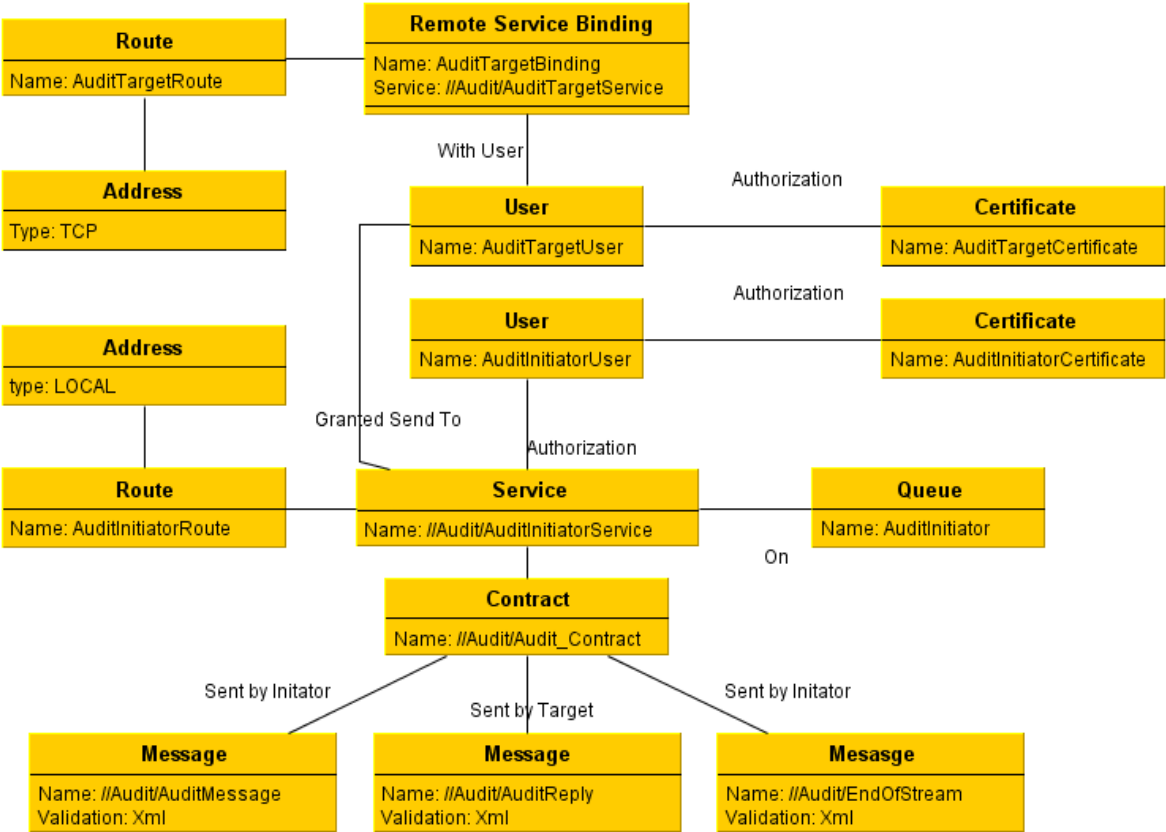 Remote Service Binding
Name: AuditTargetBinding
Service: //Audit/AuditTargetService
Route
Name: AuditTargetRoute
With User
Address
Type: TCP
User
Name: AuditTargetUser
Authorization
Certificate
Name: AuditTargetCertificate
User
Name: AuditInitiatorUser
Authorization
Certificate
Name: AuditInitiatorCertificate
Address
type: LOCAL
Granted Send To
Authorization
Route
Name: AuditInitiatorRoute
Service
Name: //Audit/AuditInitiatorService
Queue
Name: AuditInitiator
On
Contract
Name: //Audit/Audit_Contract
Sent by Initator
Sent by Target
Sent by Initator
Message
Name: //Audit/AuditMessage
Validation: Xml
Message
Name: //Audit/AuditReply
Validation: Xml
Mesasge
Name: //Audit/EndOfStream
Validation: Xml